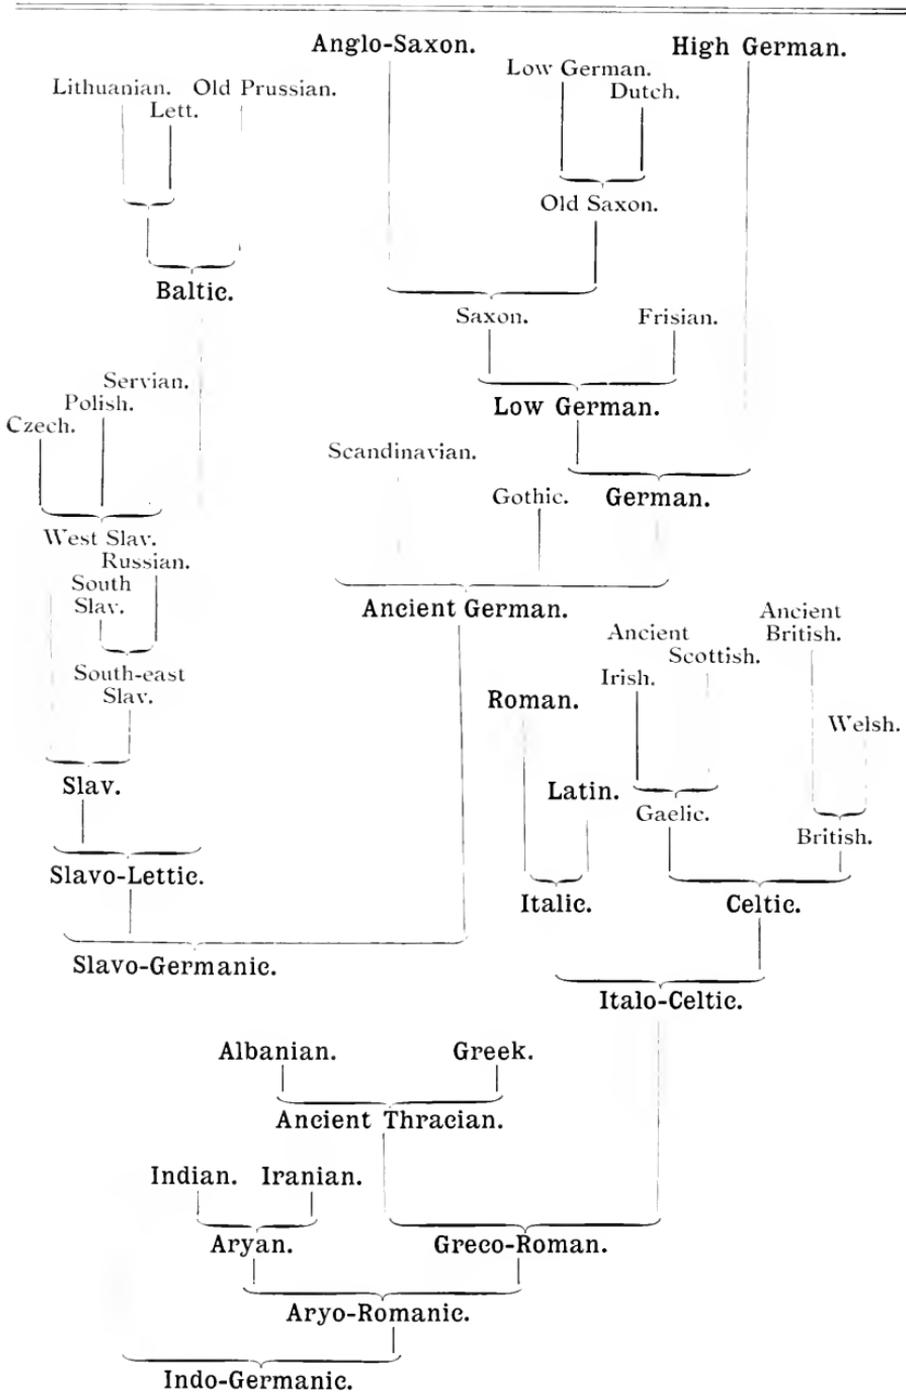 Anglo-Saxon.
High German.
Low German.
Dutch.
Lithuanian. Old Prussian.
Lett.
Old Saxon.
Baltic.
Saxon.
Frisian.
Servian.
Polish.
Czech.
Low German.
Scandinavian.
Gothic.
German.
West Slav.
Russian.
South
Slav.
Ancient German.
Ancient
British.
Ancient
Scottish.
Irish.
South-east
Slav.
Roman.
Welsh.
Slav.
Latin.
Gaelic.
British.
Slavo-Lettic.
Italic.
Celtic.
Slavo-Germanic.
Italo-Celtic.
Albanian.
Greek.
Ancient Thracian.
Indian.
Iranian.
Aryan.
Greco-Roman.
Aryo-Romanic.
Indo-Germanic.